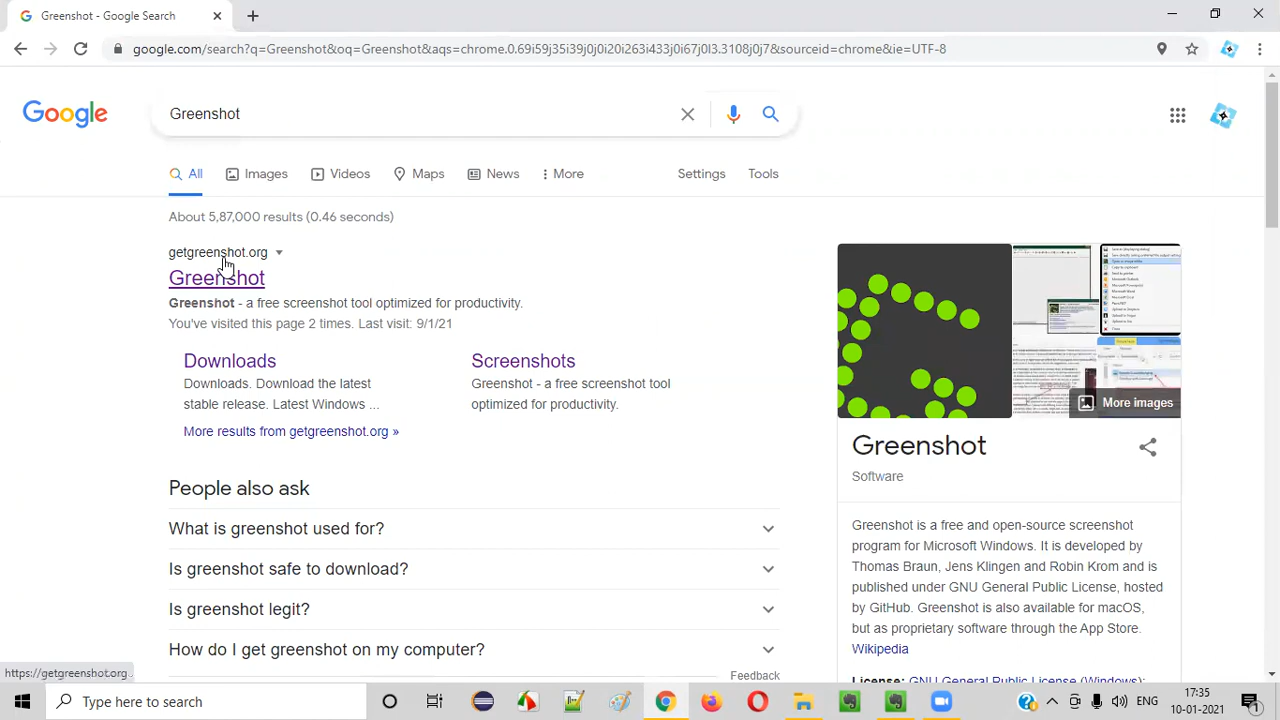 Greenshot - Google Search
google.com/search?q=Greenshot&oq=Greenshot&aqs=chrome.0.69i59j35i39j0j0i20i263i433j0i67j0l3.3108j0j7&sourceid=chrome&ie=UTF-8
Google
Greenshot
All
Images
Videos
Maps
News
More
Settings
Tools
About 5,87,000 results (0.46 seconds)
getgreenshot.org
Greenshot
Greenshot - a free screenshot tool optimized for productivity
You've visited this page 2 times. Last visit:
Downloads
Downloads. Download the latest
stable release. Latest
Screenshots
Greenshot - a free screenshot tool
optimized for productivity
More results from getgreenshot.org »
People also ask
What is greenshot used for?
Is greenshot safe to download?
Is greenshot legit?
How do I get greenshot on my computer?
Feedback
More images
Greenshot
Software
Greenshot is a free and open-source screenshot
program for Microsoft Windows. It is developed by
Thomas Braun, Jens Klingen and Robin Krom and is
published under GNU General Public License, hosted
by GitHub. Greenshot is also available for macOS,
but as proprietary software through the App Store.
Wikipedia
License: GNU General Public License (Windows);
https://getgreenshot.org
Type here to search
ENG
17:35
10-01-2021